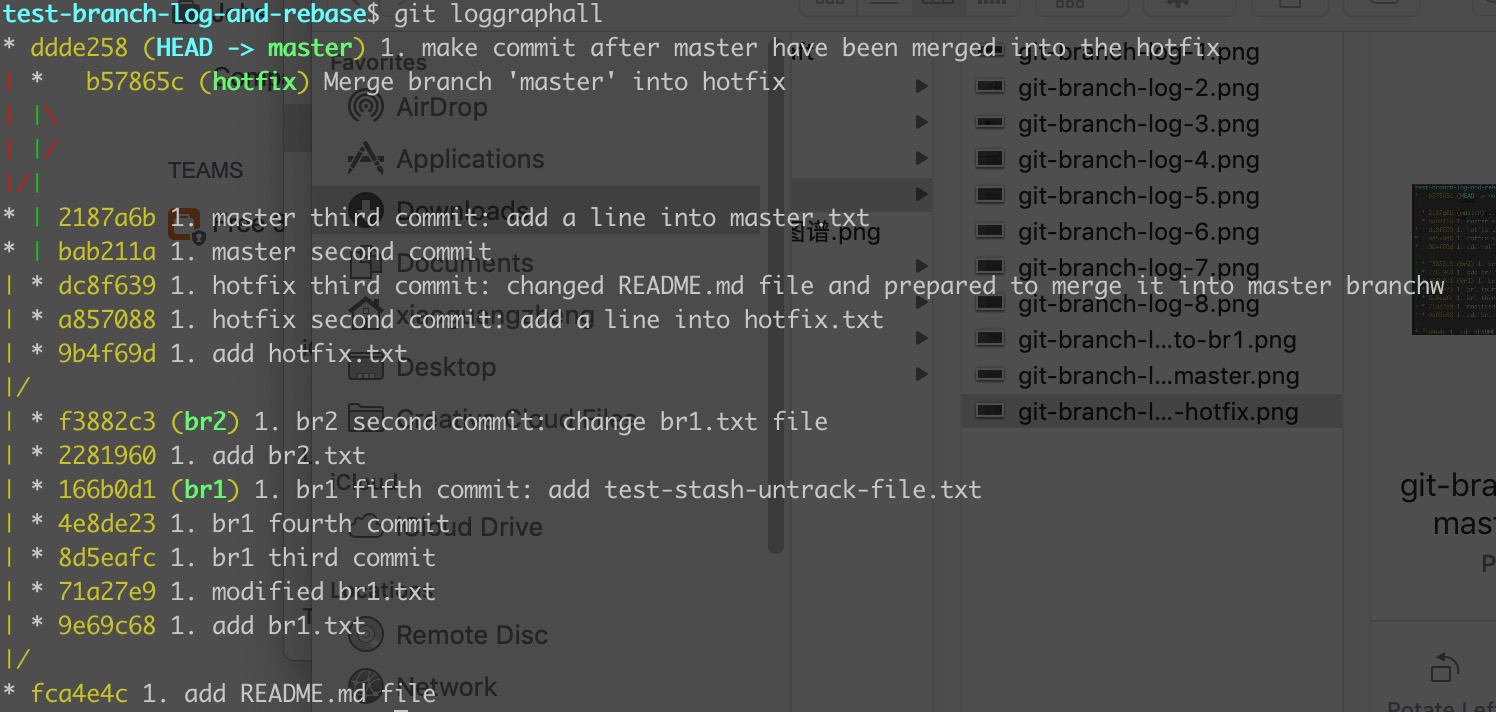 test-branch-log-and-rebase$ git loggraphall
* ddde258 (HEAD -> master) 1. make commit after master have been merged into the hotfix
| *   b57865c (hotfix) Merge branch 'master' into hotfix
| |\
| |/
|/|
* | 2187a6b 1. master third commit: add a line into master.txt
* | bab211a 1. master second commit
| * dc8f639 1. hotfix third commit: changed README.md file and prepared to merge it into master branchw
| * a857088 1. hotfix second commit: add a line into hotfix.txt
| * 9b4f69d 1. add hotfix.txt
|/
| * f3882c3 (br2) 1. br2 second commit: change br1.txt file
| * 2281960 1. add br2.txt
| * 166b0d1 (br1) 1. br1 fifth commit: add test-stash-untrack-file.txt
| * 4e8de23 1. br1 fourth commit
| * 8d5eafc 1. br1 third commit
| * 71a27e9 1. modified br1.txt
| * 9e69c68 1. add br1.txt
|/
* fca4e4c 1. add README.md file
TEAMS
Favorites
AirDrop
Applications
Downloads
Documents
xiaoguangzheng
Desktop
Creative Cloud Files
iCloud
iCloud Drive
Locations
Remote Disc
Network
图谱.png
git-branch-log-1.png
git-branch-log-2.png
git-branch-log-3.png
git-branch-log-4.png
git-branch-log-5.png
git-branch-log-6.png
git-branch-log-7.png
git-branch-log-8.png
git-branch-l...to-br1.png
git-branch-l...master.png
git-branch-l...-hotfix.png
git-bra
mast
P
Rotate Left